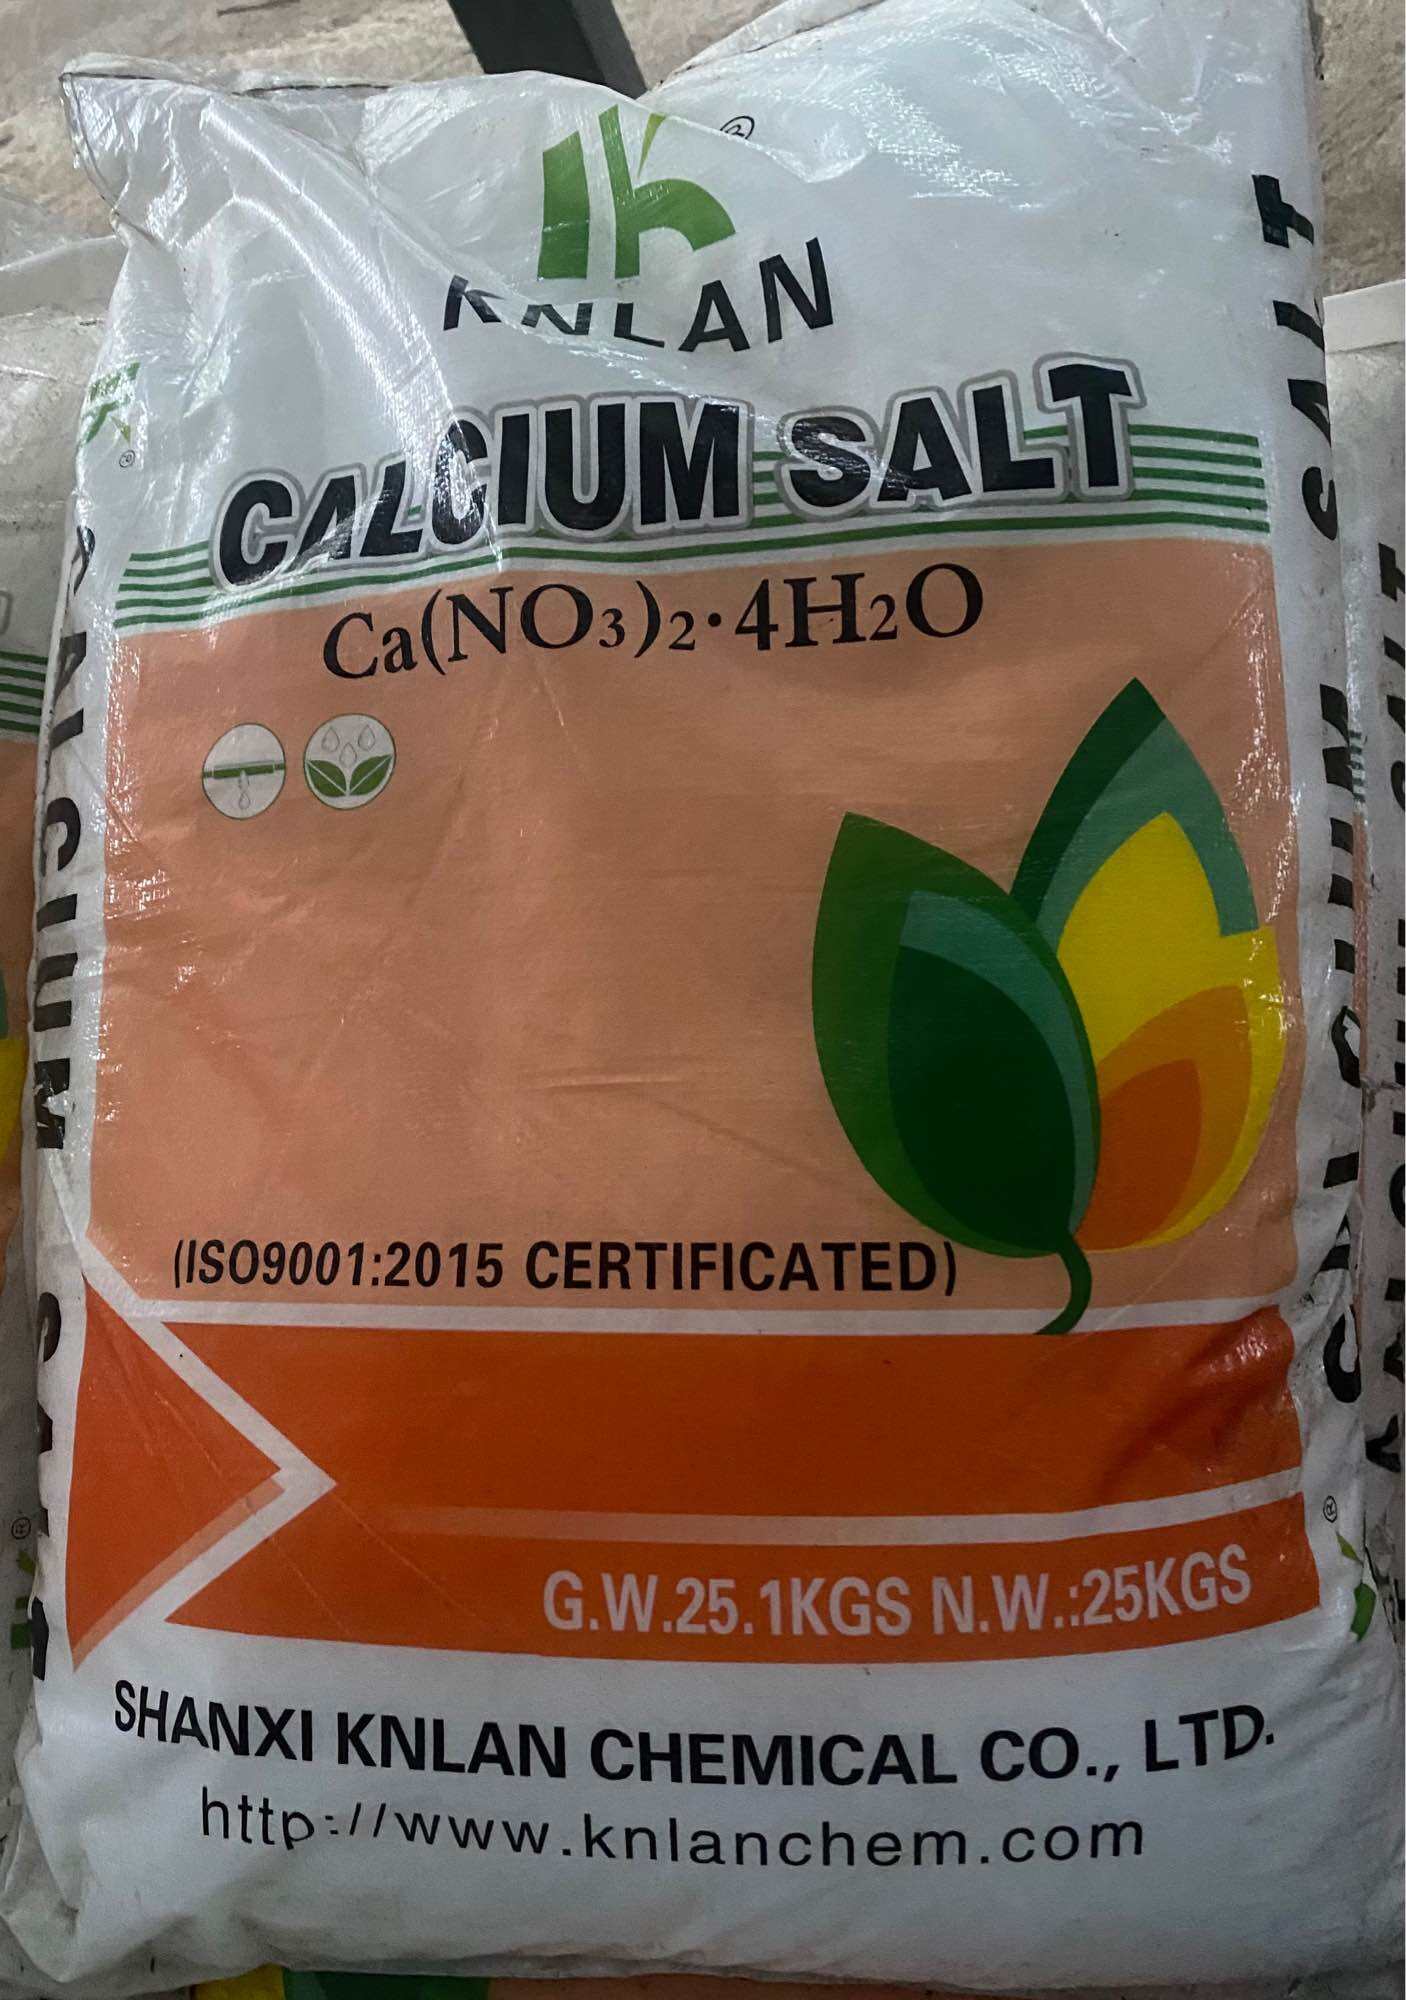 ®
KNLAN
CALCIUM SALT
Ca(NO3)2·4H2O
(ISO9001:2015 CERTIFICATED)
G.W.25.1KGS N.W.:25KGS
SHANXI KNLAN CHEMICAL CO., LTD.
http://www.knlanchem.com
CALCIUM SALT
®
CALCIUM SALT
®